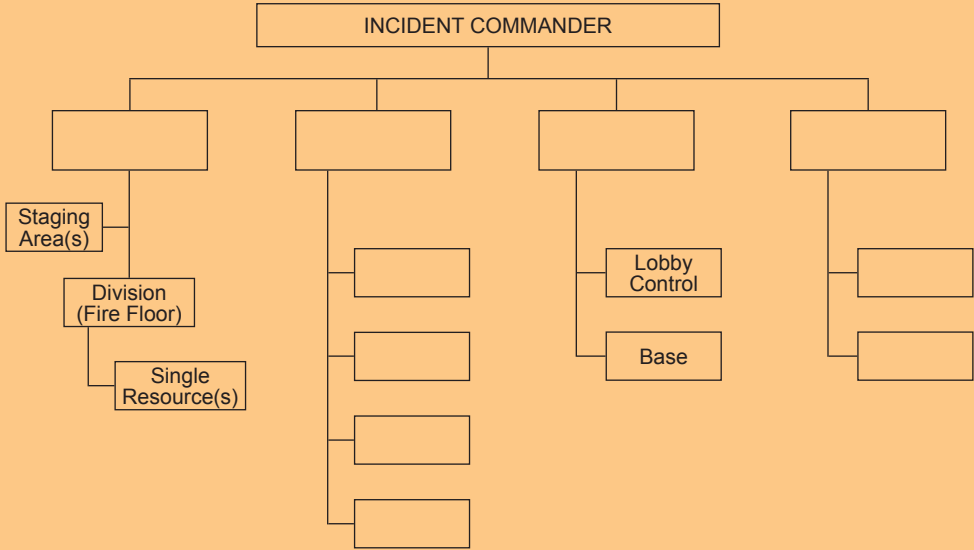 INCIDENT COMMANDER
Staging
Area(s)
Division
(Fire Floor)
Single
Resource(s)
Lobby
Control
Base